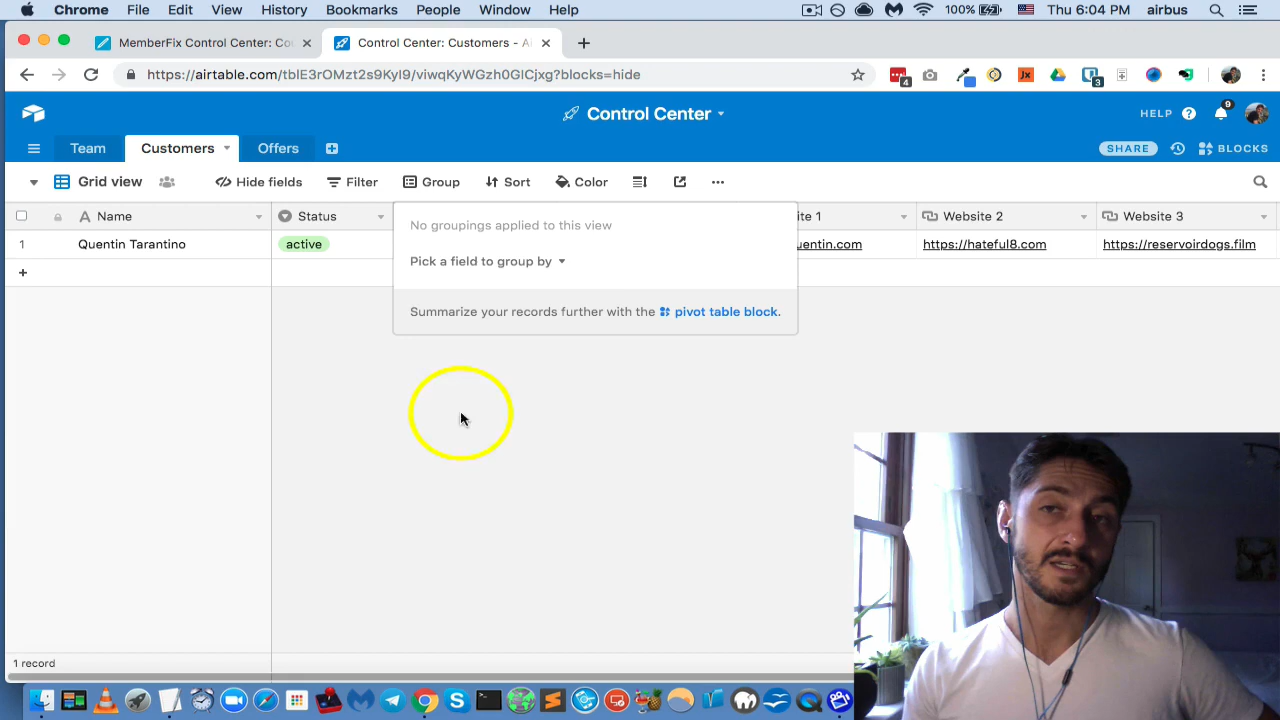 Chrome File Edit View History Bookmarks People Window Help 100% Thu 6:04 PM airbus
MemberFix Control Center: Co
Control Center: Customers - A
https://airtable.com/tblE3rOMzt2s9KyI9/viwqKyWGzh0GlCjxg?blocks=hide
4
3
Control Center
HELP
9
Team Customers Offers
SHARE
BLOCKS
Grid view Hide fields Filter Group Sort Color
Name Status
ite 1 Website 2 Website 3
1 Quentin Tarantino active
uentin.com https://hateful8.com https://reservoirdogs.film
No groupings applied to this view
Pick a field to group by
Summarize your records further with the pivot table block.
1 record